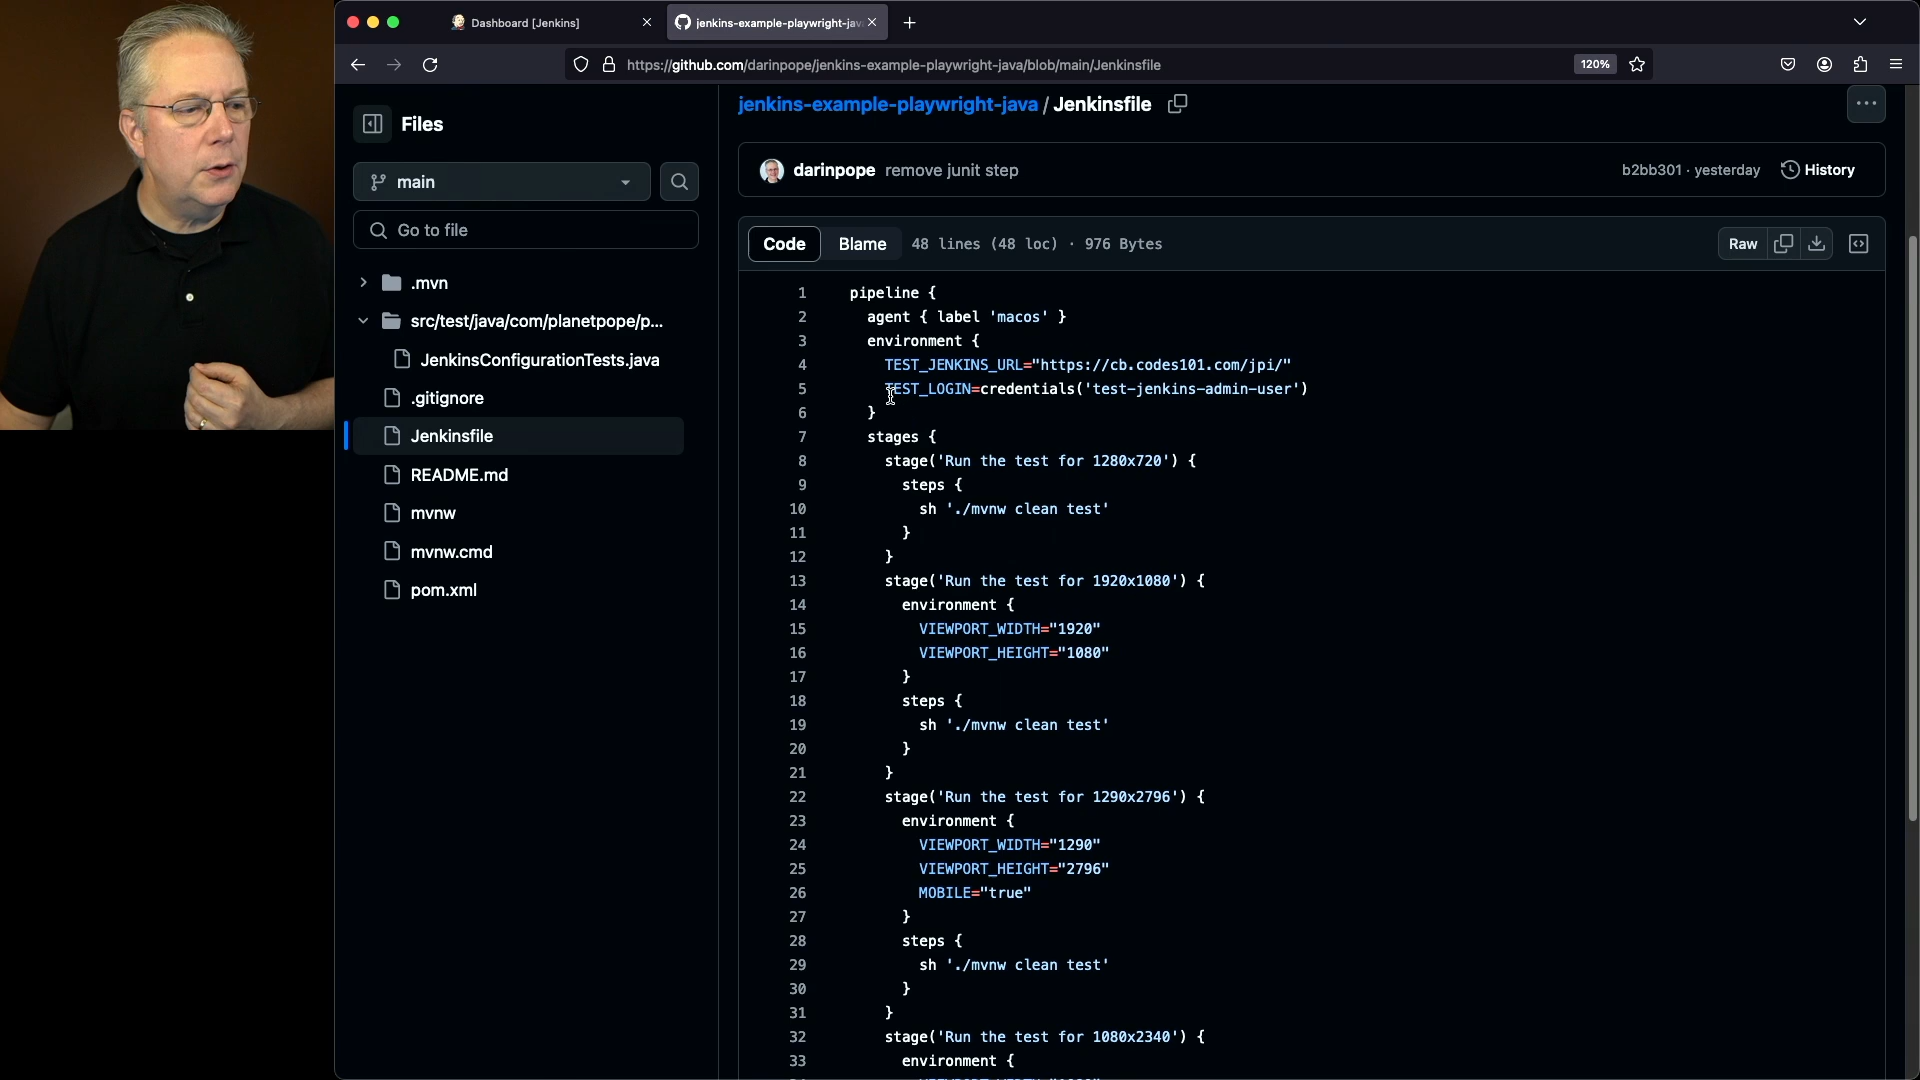 Dashboard [Jenkins]
jenkins-example-playwright-jav
https://github.com/darinpope/jenkins-example-playwright-java/blob/main/Jenkinsfile
120%
Files
main
Go to file
.mvn
src/test/java/com/planetpope/p...
JenkinsConfigurationTests.java
.gitignore
Jenkinsfile
README.md
mvnw
mvnw.cmd
pom.xml
jenkins-example-playwright-java / Jenkinsfile
darinpope remove junit step
b2bb301 · yesterday
History
Code
Blame
48 lines (48 loc) · 976 Bytes
Raw
1 pipeline {
2 agent { label 'macos' }
3 environment {
4 TEST_JENKINS_URL="https://cb.codes101.com/jpi/"
5 TEST_LOGIN=credentials('test-jenkins-admin-user')
6 }
7 stages {
8 stage('Run the test for 1280x720') {
9 steps {
10 sh './mvnw clean test'
11 }
12 }
13 stage('Run the test for 1920x1080') {
14 environment {
15 VIEWPORT_WIDTH="1920"
16 VIEWPORT_HEIGHT="1080"
17 }
18 steps {
19 sh './mvnw clean test'
20 }
21 }
22 stage('Run the test for 1290x2796') {
23 environment {
24 VIEWPORT_WIDTH="1290"
25 VIEWPORT_HEIGHT="2796"
26 MOBILE="true"
27 }
28 steps {
29 sh './mvnw clean test'
30 }
31 }
32 stage('Run the test for 1080x2340') {
33 environment {